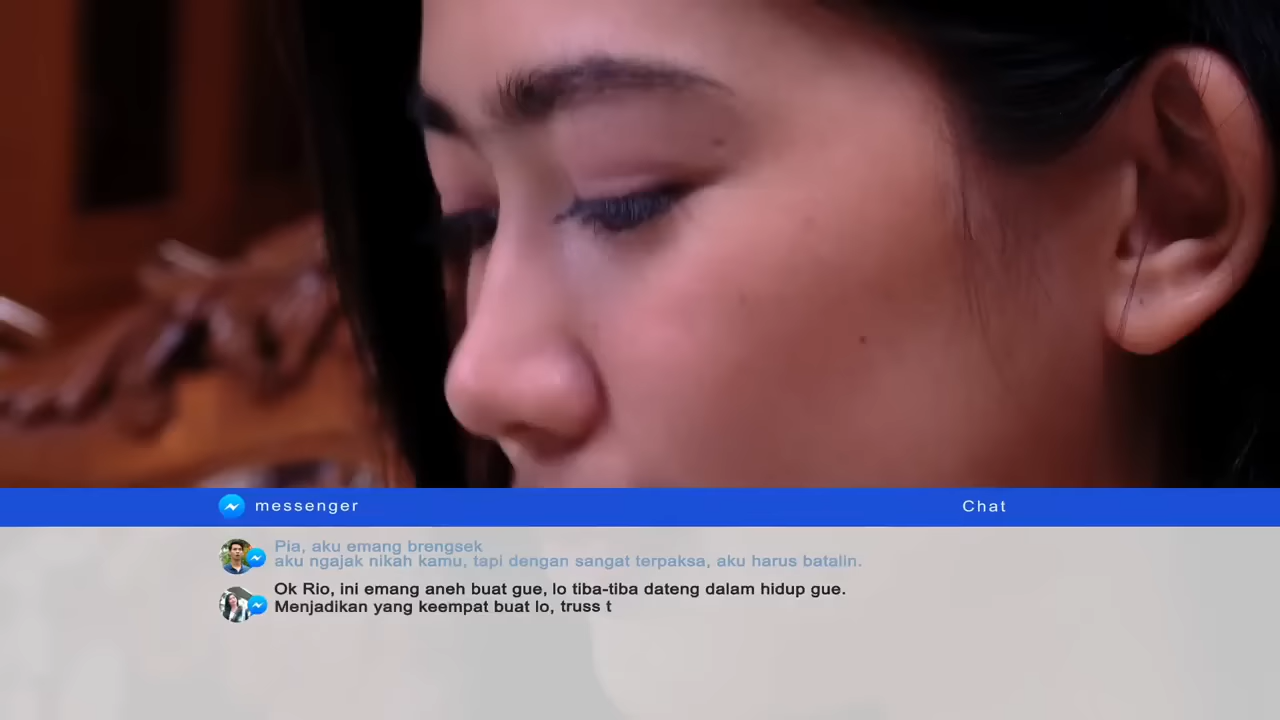 messenger
Chat
Pia, aku emang brengsek
aku ngajak nikah kamu, tapi dengan sangat terpaksa, aku harus batalin.
Ok Rio, ini emang aneh buat gue, lo tiba-tiba dateng dalam hidup gue.
Menjadikan yang keempat buat lo, truss t